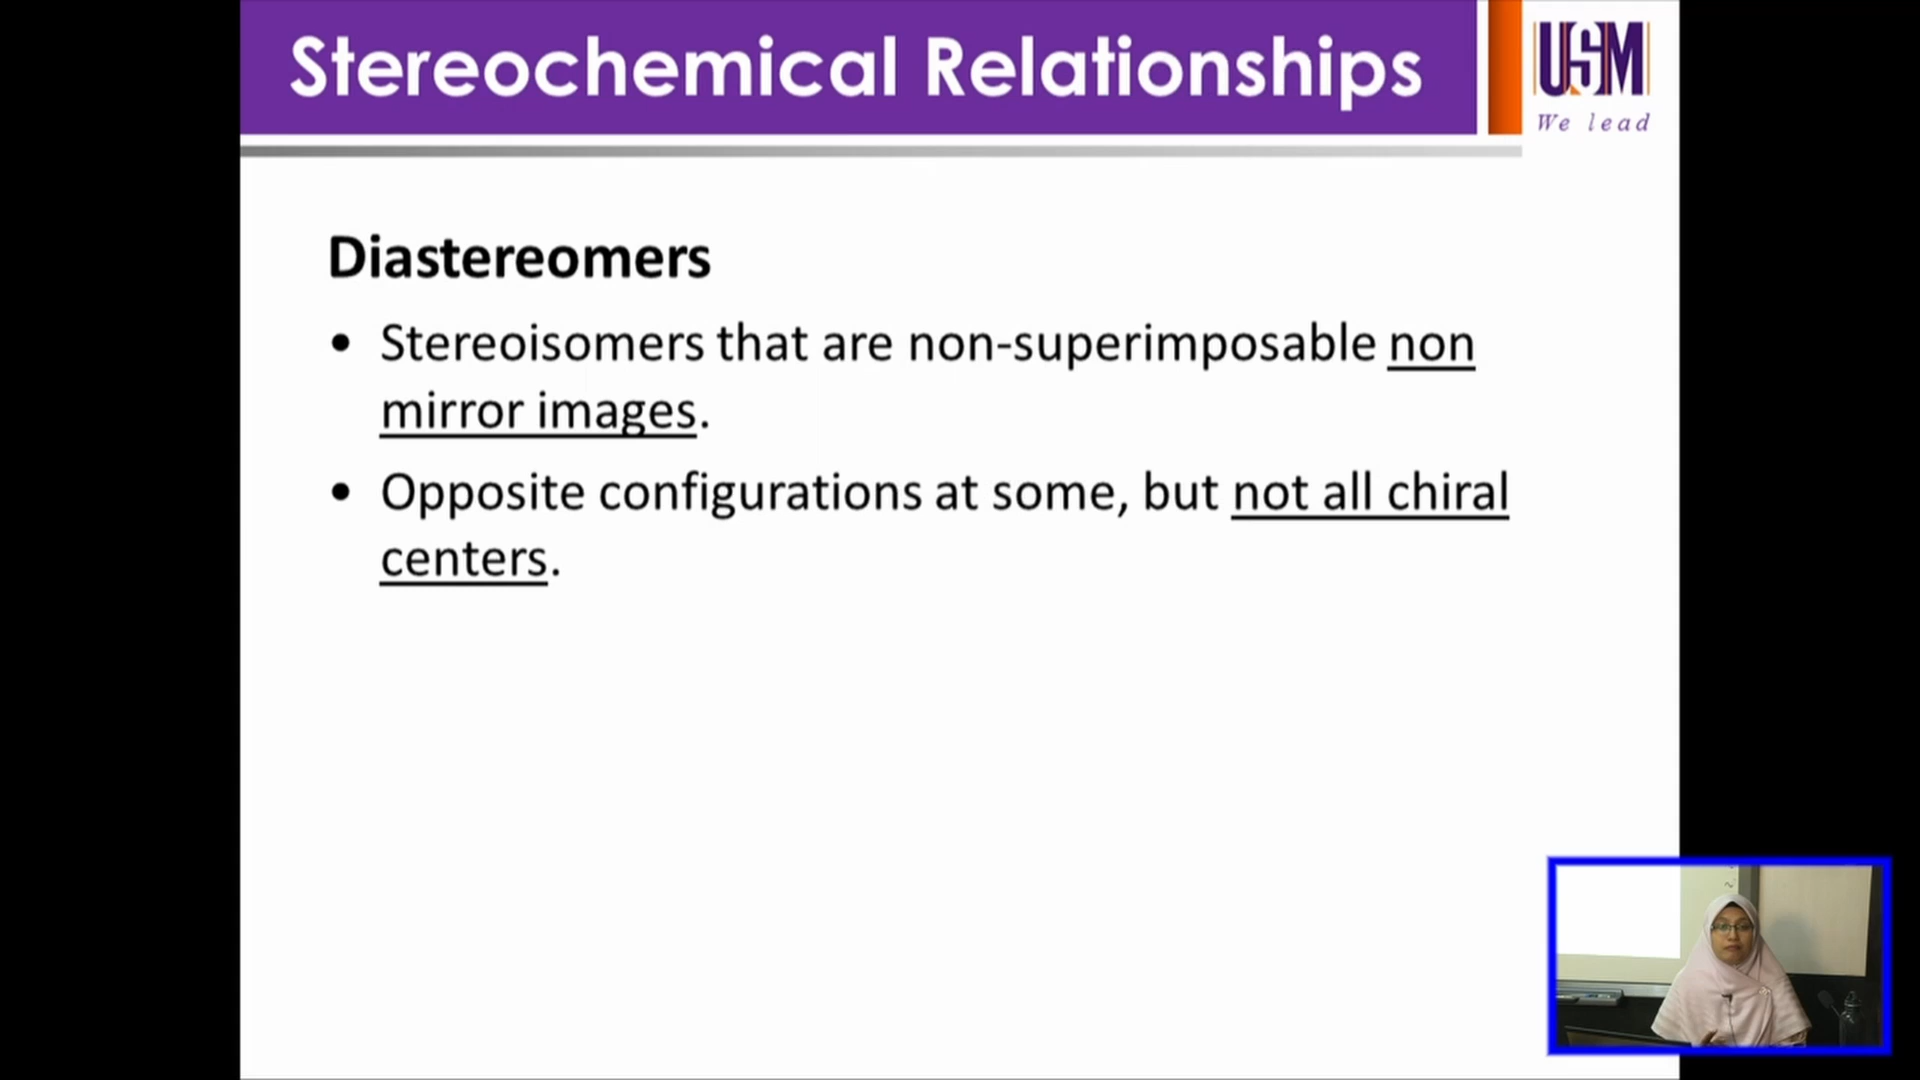 Stereochemical Relationships
USM
We lead
Diastereomers
• Stereoisomers that are non-superimposable non
mirror images.
• Opposite configurations at some, but not all chiral
centers.